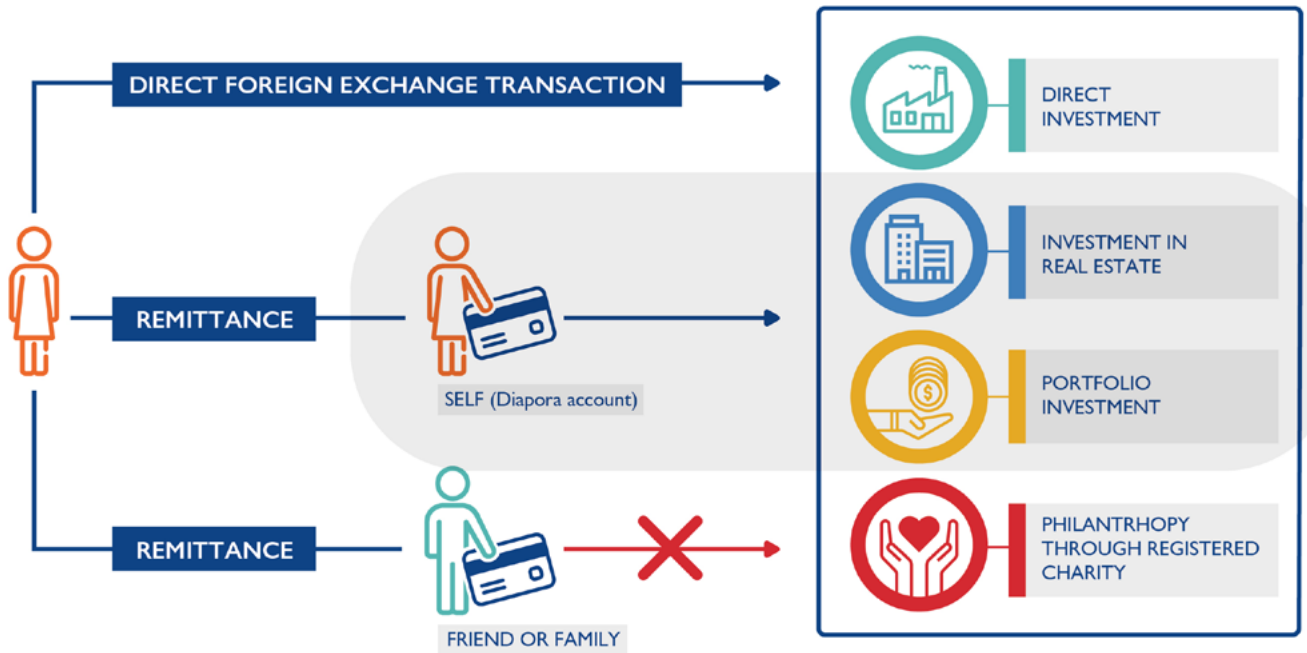 DIRECT FOREIGN EXCHANGE TRANSACTION
REMITTANCE
SELF (Diapora account)
REMITTANCE
FRIEND OR FAMILY
DIRECT
INVESTMENT
INVESTMENT IN
REAL ESTATE
$
PORTFOLIO
INVESTMENT
PHILANTRHOPY
THROUGH REGISTERED
CHARITY